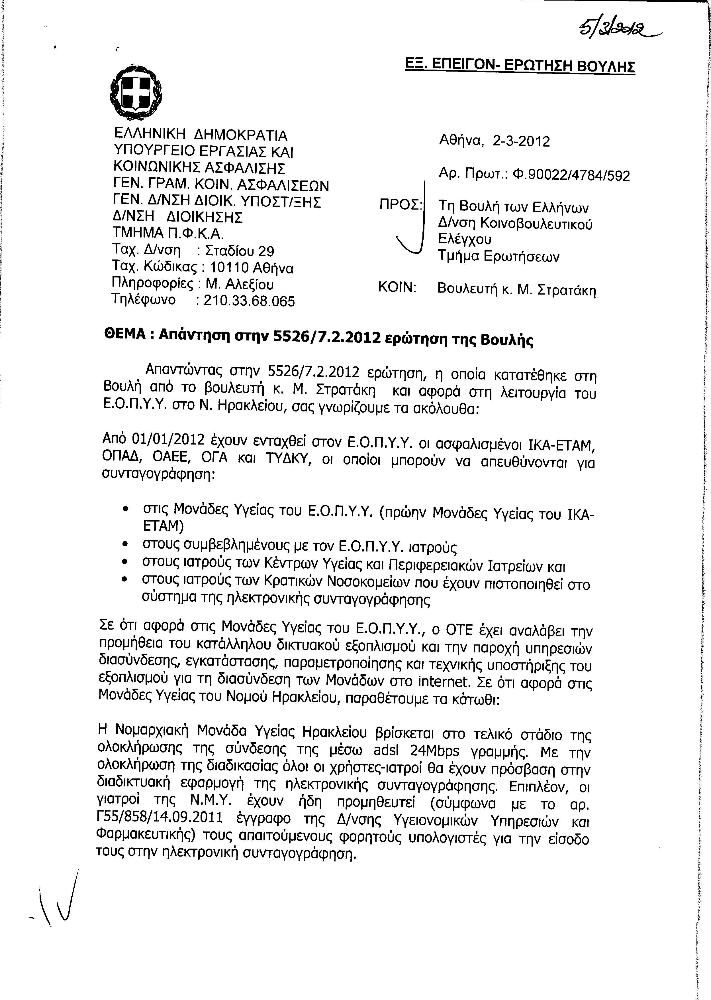 5/3/2012
ΕΞ. ΕΠΕΙΓΟΝ- ΕΡΩΤΗΣΗ ΒΟΥΛΗΣ
ΕΛΛΗΝΙΚΗ ΔΗΜΟΚΡΑΤΙΑ
ΥΠΟΥΡΓΕΙΟ ΕΡΓΑΣΙΑΣ ΚΑΙ
ΚΟΙΝΩΝΙΚΗΣ ΑΣΦΑΛΙΣΗΣ
ΓΕΝ. ΓΡΑΜ. ΚΟΙΝ. ΑΣΦΑΛΙΣΕΩΝ
ΓΕΝ. Δ/ΝΣΗ ΔΙΟΙΚ. ΥΠΟΣΤ/ΞΗΣ
Δ/ΝΣΗ ΔΙΟΙΚΗΣΗΣ
ΤΜΗΜΑ Π.Φ.Κ.Α.
Ταχ. Δ/νση : Σταδίου 29
Ταχ. Κώδικας : 10110 Αθήνα
Πληροφορίες : Μ. Αλεξίου
Τηλέφωνο : 210.33.68.065
Αθήνα, 2-3-2012
Αρ. Πρωτ.: Φ.90022/4784/592
ΠΡΟΣ: Τη Βουλή των Ελλήνων
Δ/νση Κοινοβουλευτικού
Ελέγχου
Τμήμα Ερωτήσεων
ΚΟΙΝ: Βουλευτή κ. Μ. Στρατάκη
ΘΕΜΑ : Απάντηση στην 5526/7.2.2012 ερώτηση της Βουλής
Απαντώντας στην 5526/7.2.2012 ερώτηση, η οποία κατατέθηκε στη
Βουλή από το βουλευτή κ. Μ. Στρατάκη και αφορά στη λειτουργία του
Ε.Ο.Π.Υ.Υ. στο Ν. Ηρακλείου, σας γνωρίζουμε τα ακόλουθα:
Από 01/01/2012 έχουν ενταχθεί στον Ε.Ο.Π.Υ.Υ. οι ασφαλισμένοι ΙΚΑ-ΕΤΑΜ,
ΟΠΑΔ, ΟΑΕΕ, ΟΓΑ και ΤΥΔΚΥ, οι οποίοι μπορούν να απευθύνονται για
συνταγογράφηση:
• στις Μονάδες Υγείας του Ε.Ο.Π.Υ.Υ. (πρώην Μονάδες Υγείας του ΙΚΑ-
ΕΤΑΜ)
• στους συμβεβλημένους με τον Ε.Ο.Π.Υ.Υ. ιατρούς
• στους ιατρούς των Κέντρων Υγείας και Περιφερειακών Ιατρείων και
• στους ιατρούς των Κρατικών Νοσοκομείων που έχουν πιστοποιηθεί στο
σύστημα της ηλεκτρονικής συνταγογράφησης
Σε ότι αφορά στις Μονάδες Υγείας του Ε.Ο.Π.Υ.Υ., ο ΟΤΕ έχει αναλάβει την
προμήθεια του κατάλληλου δικτυακού εξοπλισμού και την παροχή υπηρεσιών
διασύνδεσης, εγκατάστασης, παραμετροποίησης και τεχνικής υποστήριξης του
εξοπλισμού για τη διασύνδεση των Μονάδων στο internet. Σε ότι αφορά στις
Μονάδες Υγείας του Νομού Ηρακλείου, παραθέτουμε τα κάτωθι:
Η Νομαρχιακή Μονάδα Υγείας Ηρακλείου βρίσκεται στο τελικό στάδιο της
ολοκλήρωσης της σύνδεσης της μέσω adsl 24Mbps γραμμής. Με την
ολοκλήρωση της διαδικασίας όλοι οι χρήστες-ιατροί θα έχουν πρόσβαση στην
διαδικτυακή εφαρμογή της ηλεκτρονικής συνταγογράφησης. Επιπλέον, οι
γιατροί της Ν.Μ.Υ. έχουν ήδη προμηθευτεί (σύμφωνα με το αρ.
Γ55/858/14.09.2011 έγγραφο της Δ/νσης Υγειονομικών Υπηρεσιών και
Φαρμακευτικής) τους απαιτούμενους φορητούς υπολογιστές για την είσοδο
τους στην ηλεκτρονική συνταγογράφηση.